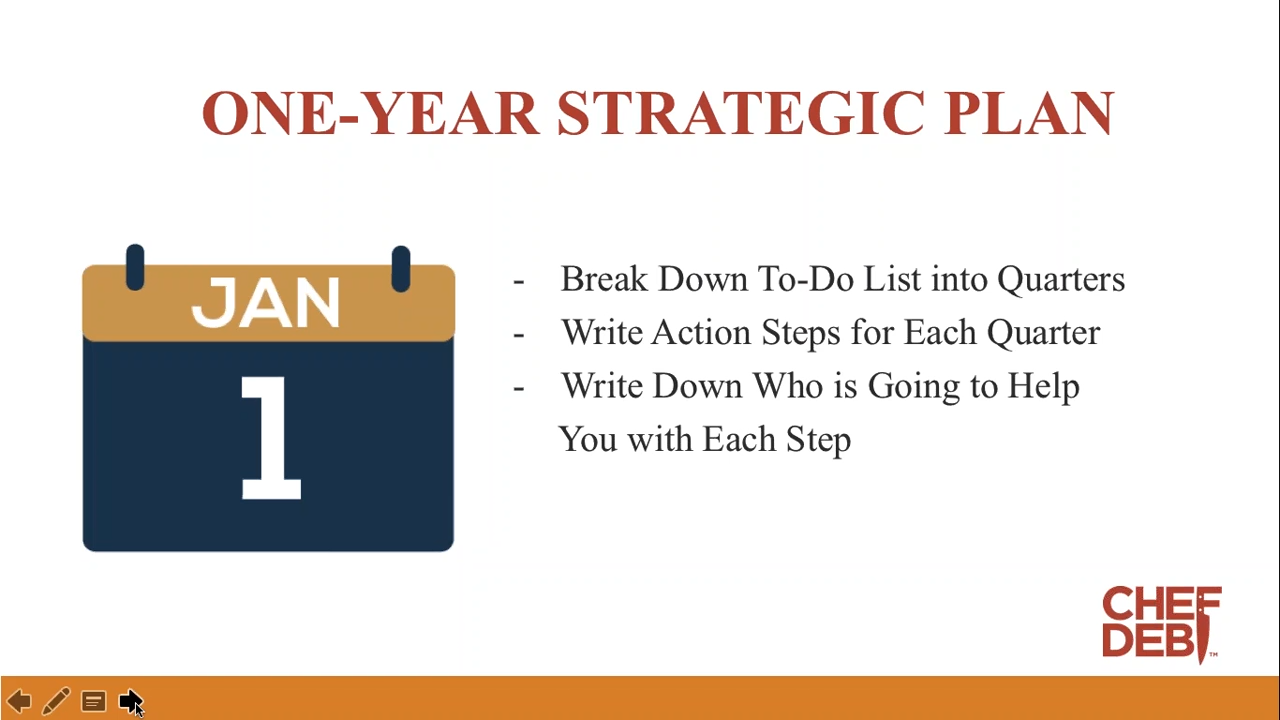 ONE-YEAR STRATEGIC PLAN
JAN
1
- Break Down To-Do List into Quarters
- Write Action Steps for Each Quarter
- Write Down Who is Going to Help
You with Each Step
CHEF
DEBI
TM